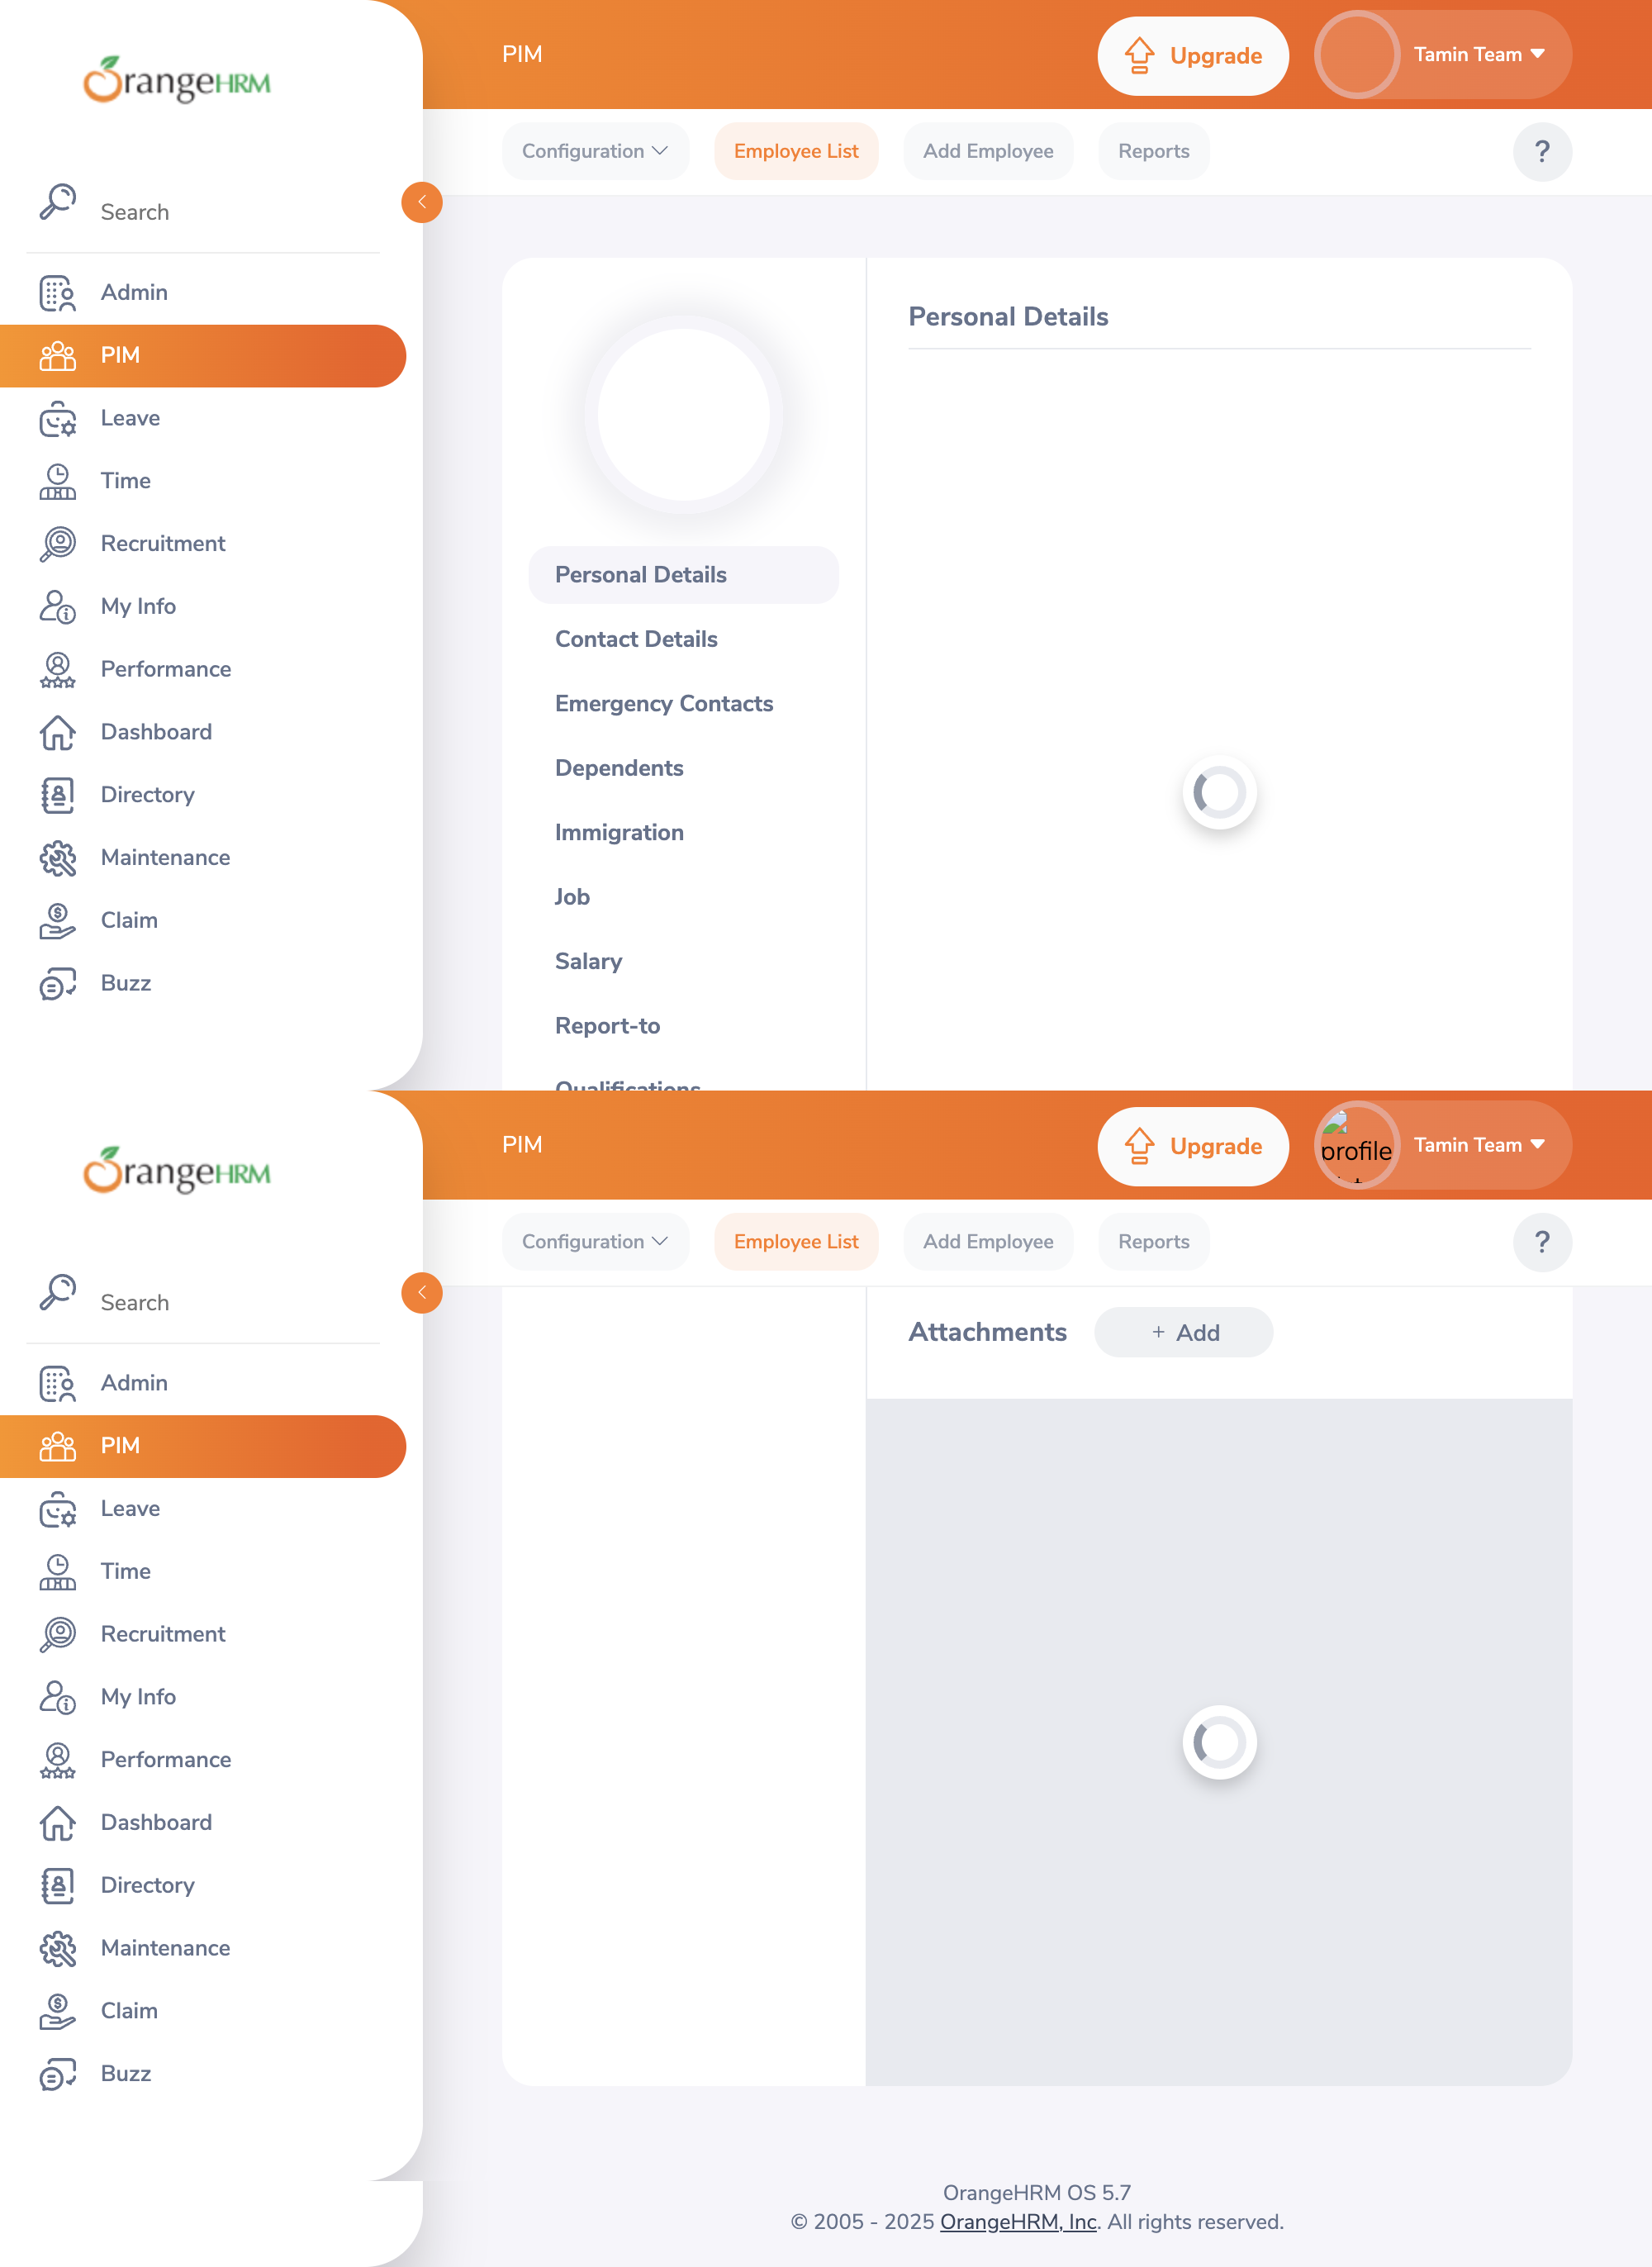 OrangeHRM
PIM
Upgrade
Tamin Team
Configuration
Employee List
Add Employee
Reports
?
Search
Admin
PIM
Leave
Time
Recruitment
My Info
Performance
Dashboard
Directory
Maintenance
Claim
Buzz
Personal Details
Contact Details
Emergency Contacts
Dependents
Immigration
Job
Salary
Report-to
Qualifications
Personal Details
OrangeHRM
PIM
Upgrade
profile
Tamin Team
Configuration
Employee List
Add Employee
Reports
?
Search
Admin
PIM
Leave
Time
Recruitment
My Info
Performance
Dashboard
Directory
Maintenance
Claim
Buzz
Attachments
+ Add
OrangeHRM OS 5.7
© 2005 - 2025 OrangeHRM, Inc. All rights reserved.